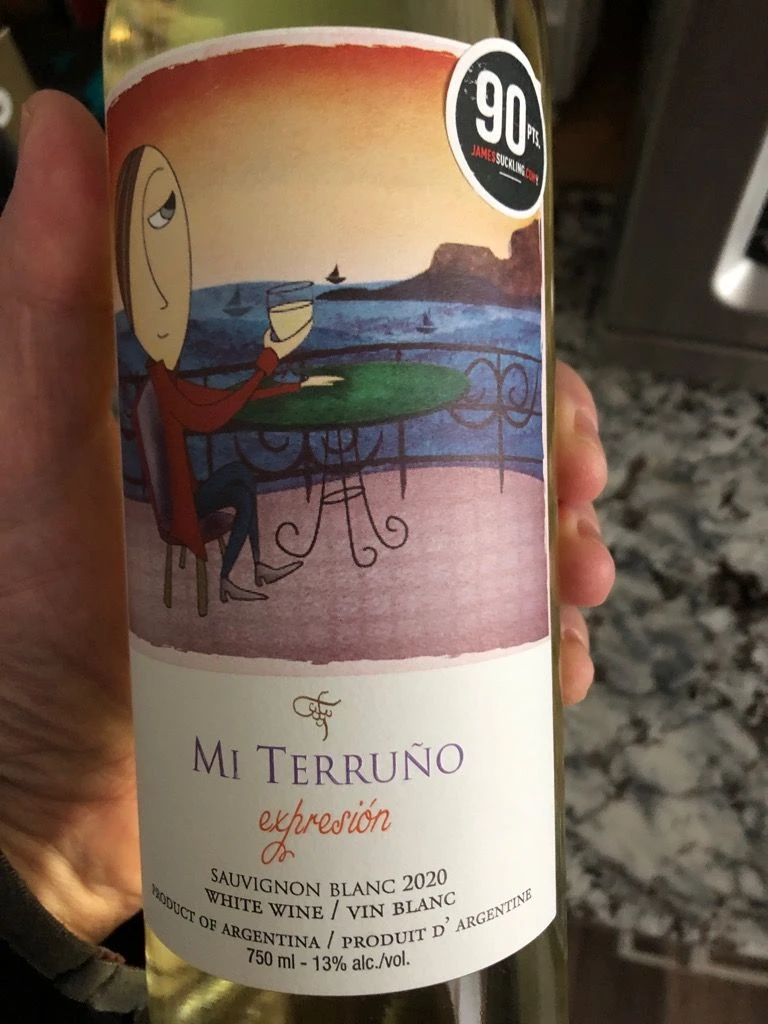 90 PTS.
JAMESSUCKLING.COM
MI TERRUÑO
expresión
SAUVIGNON BLANC 2020
WHITE WINE / VIN BLANC
PRODUCT OF ARGENTINA / PRODUIT D' ARGENTINE
750 ml - 13% alc./vol.